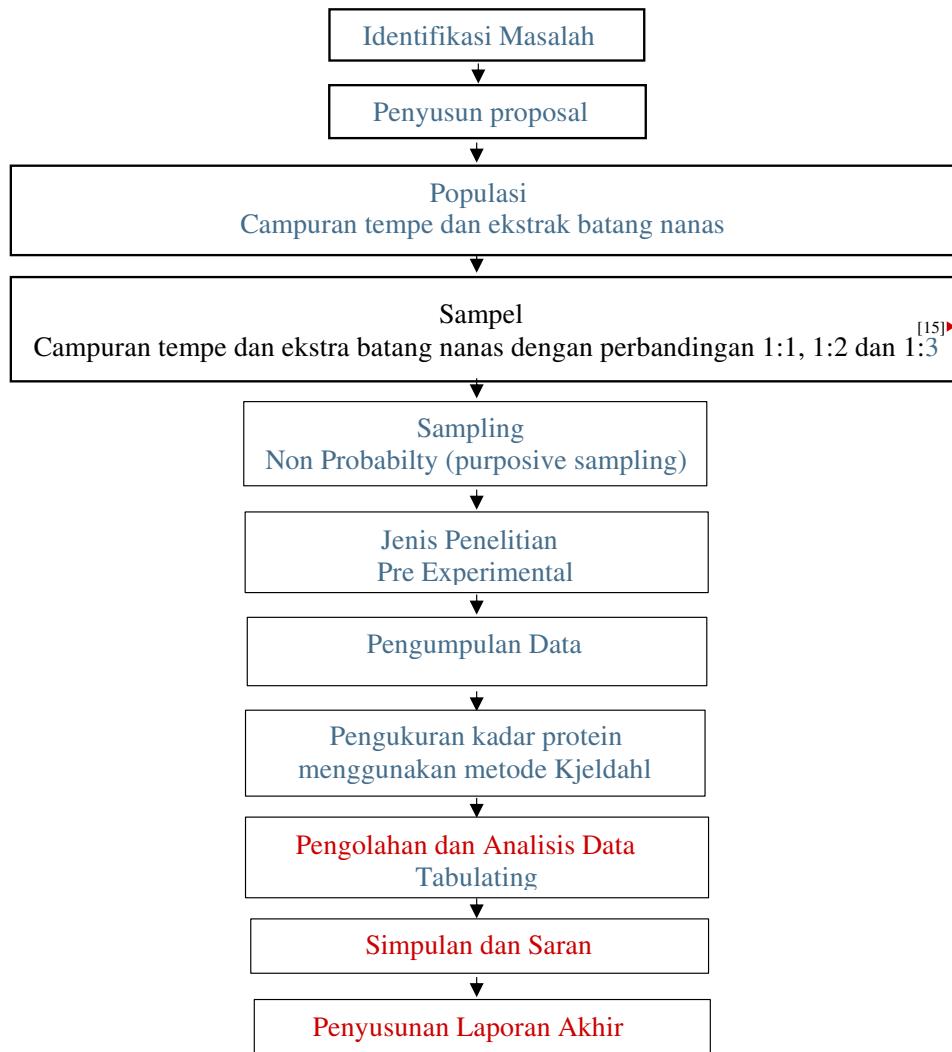 Identifikasi Masalah
Penyusun proposal
Populasi
Campuran tempe dan ekstrak batang nanas
Sampel
[15]
Campuran tempe dan ekstra batang nanas dengan perbandingan 1:1, 1:2 dan 1:3
Sampling
Non Probabilty (purposive sampling)
Jenis Penelitian
Pre Experimental
Pengumpulan Data
Pengukuran kadar protein
menggunakan metode Kjeldahl
Pengolahan dan Analisis Data
Tabulating
Simpulan dan Saran
Penyusunan Laporan Akhir